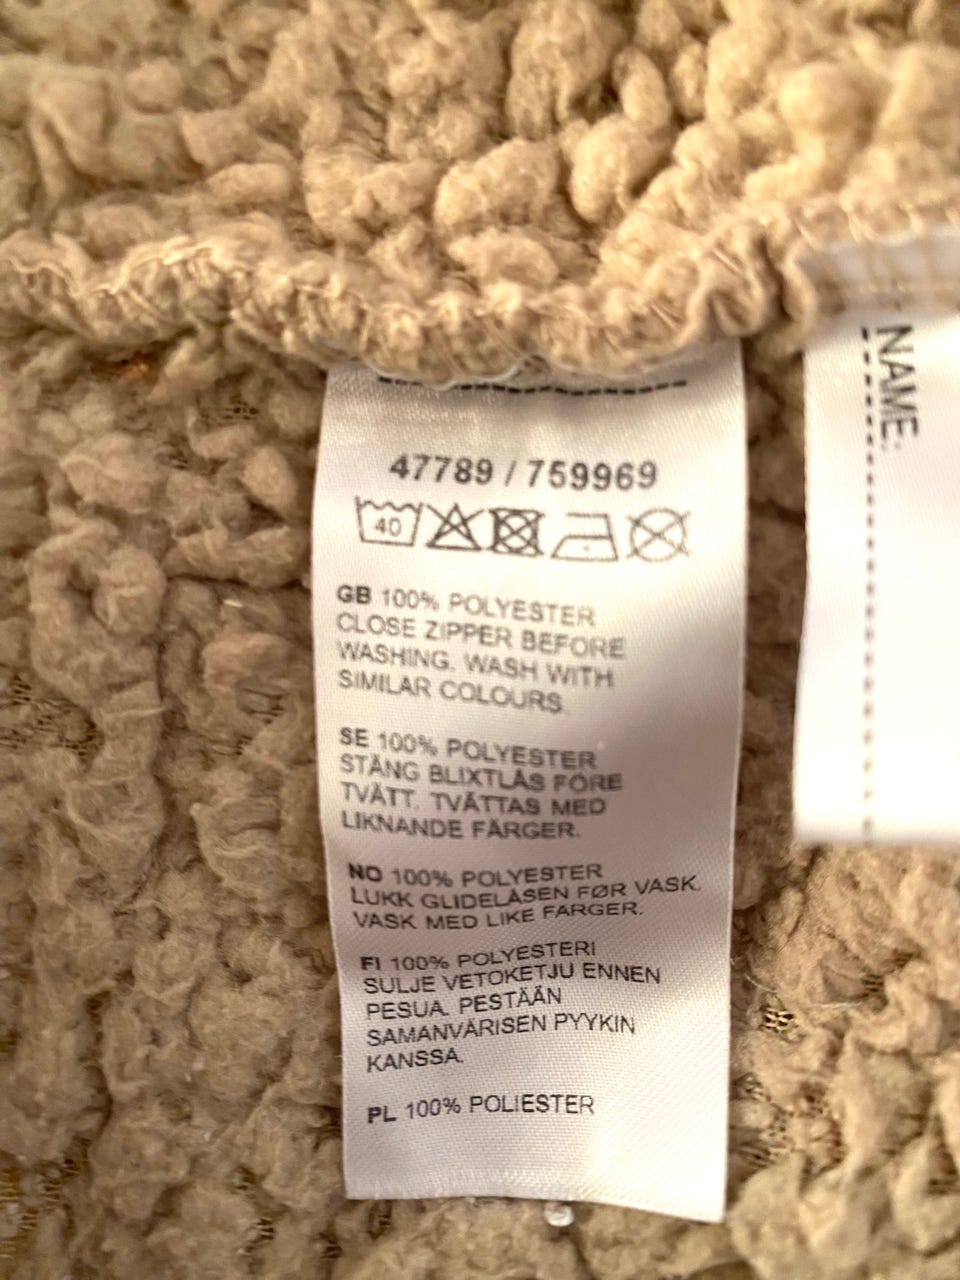 47789 / 759969
40
GB 100% POLYESTER
CLOSE ZIPPER BEFORE
WASHING. WASH WITH
SIMILAR COLOURS.
SE 100% POLYESTER
STÄNG BLIXTLÅS FÖRE
TVÄTT. TVÄTTAS MED
LIKNANDE FÄRGER.
NO 100% POLYESTER
LUKK GLIDELÅSEN FØR VASK.
VASK MED LIKE FARGER.
FI 100% POLYESTERI
SULJE VETOKETJU ENNEN
PESUA. PESTÄÄN
SAMANVÄRISEN PYYKIN
KANSSA.
PL 100% POLIESTER
NAME: